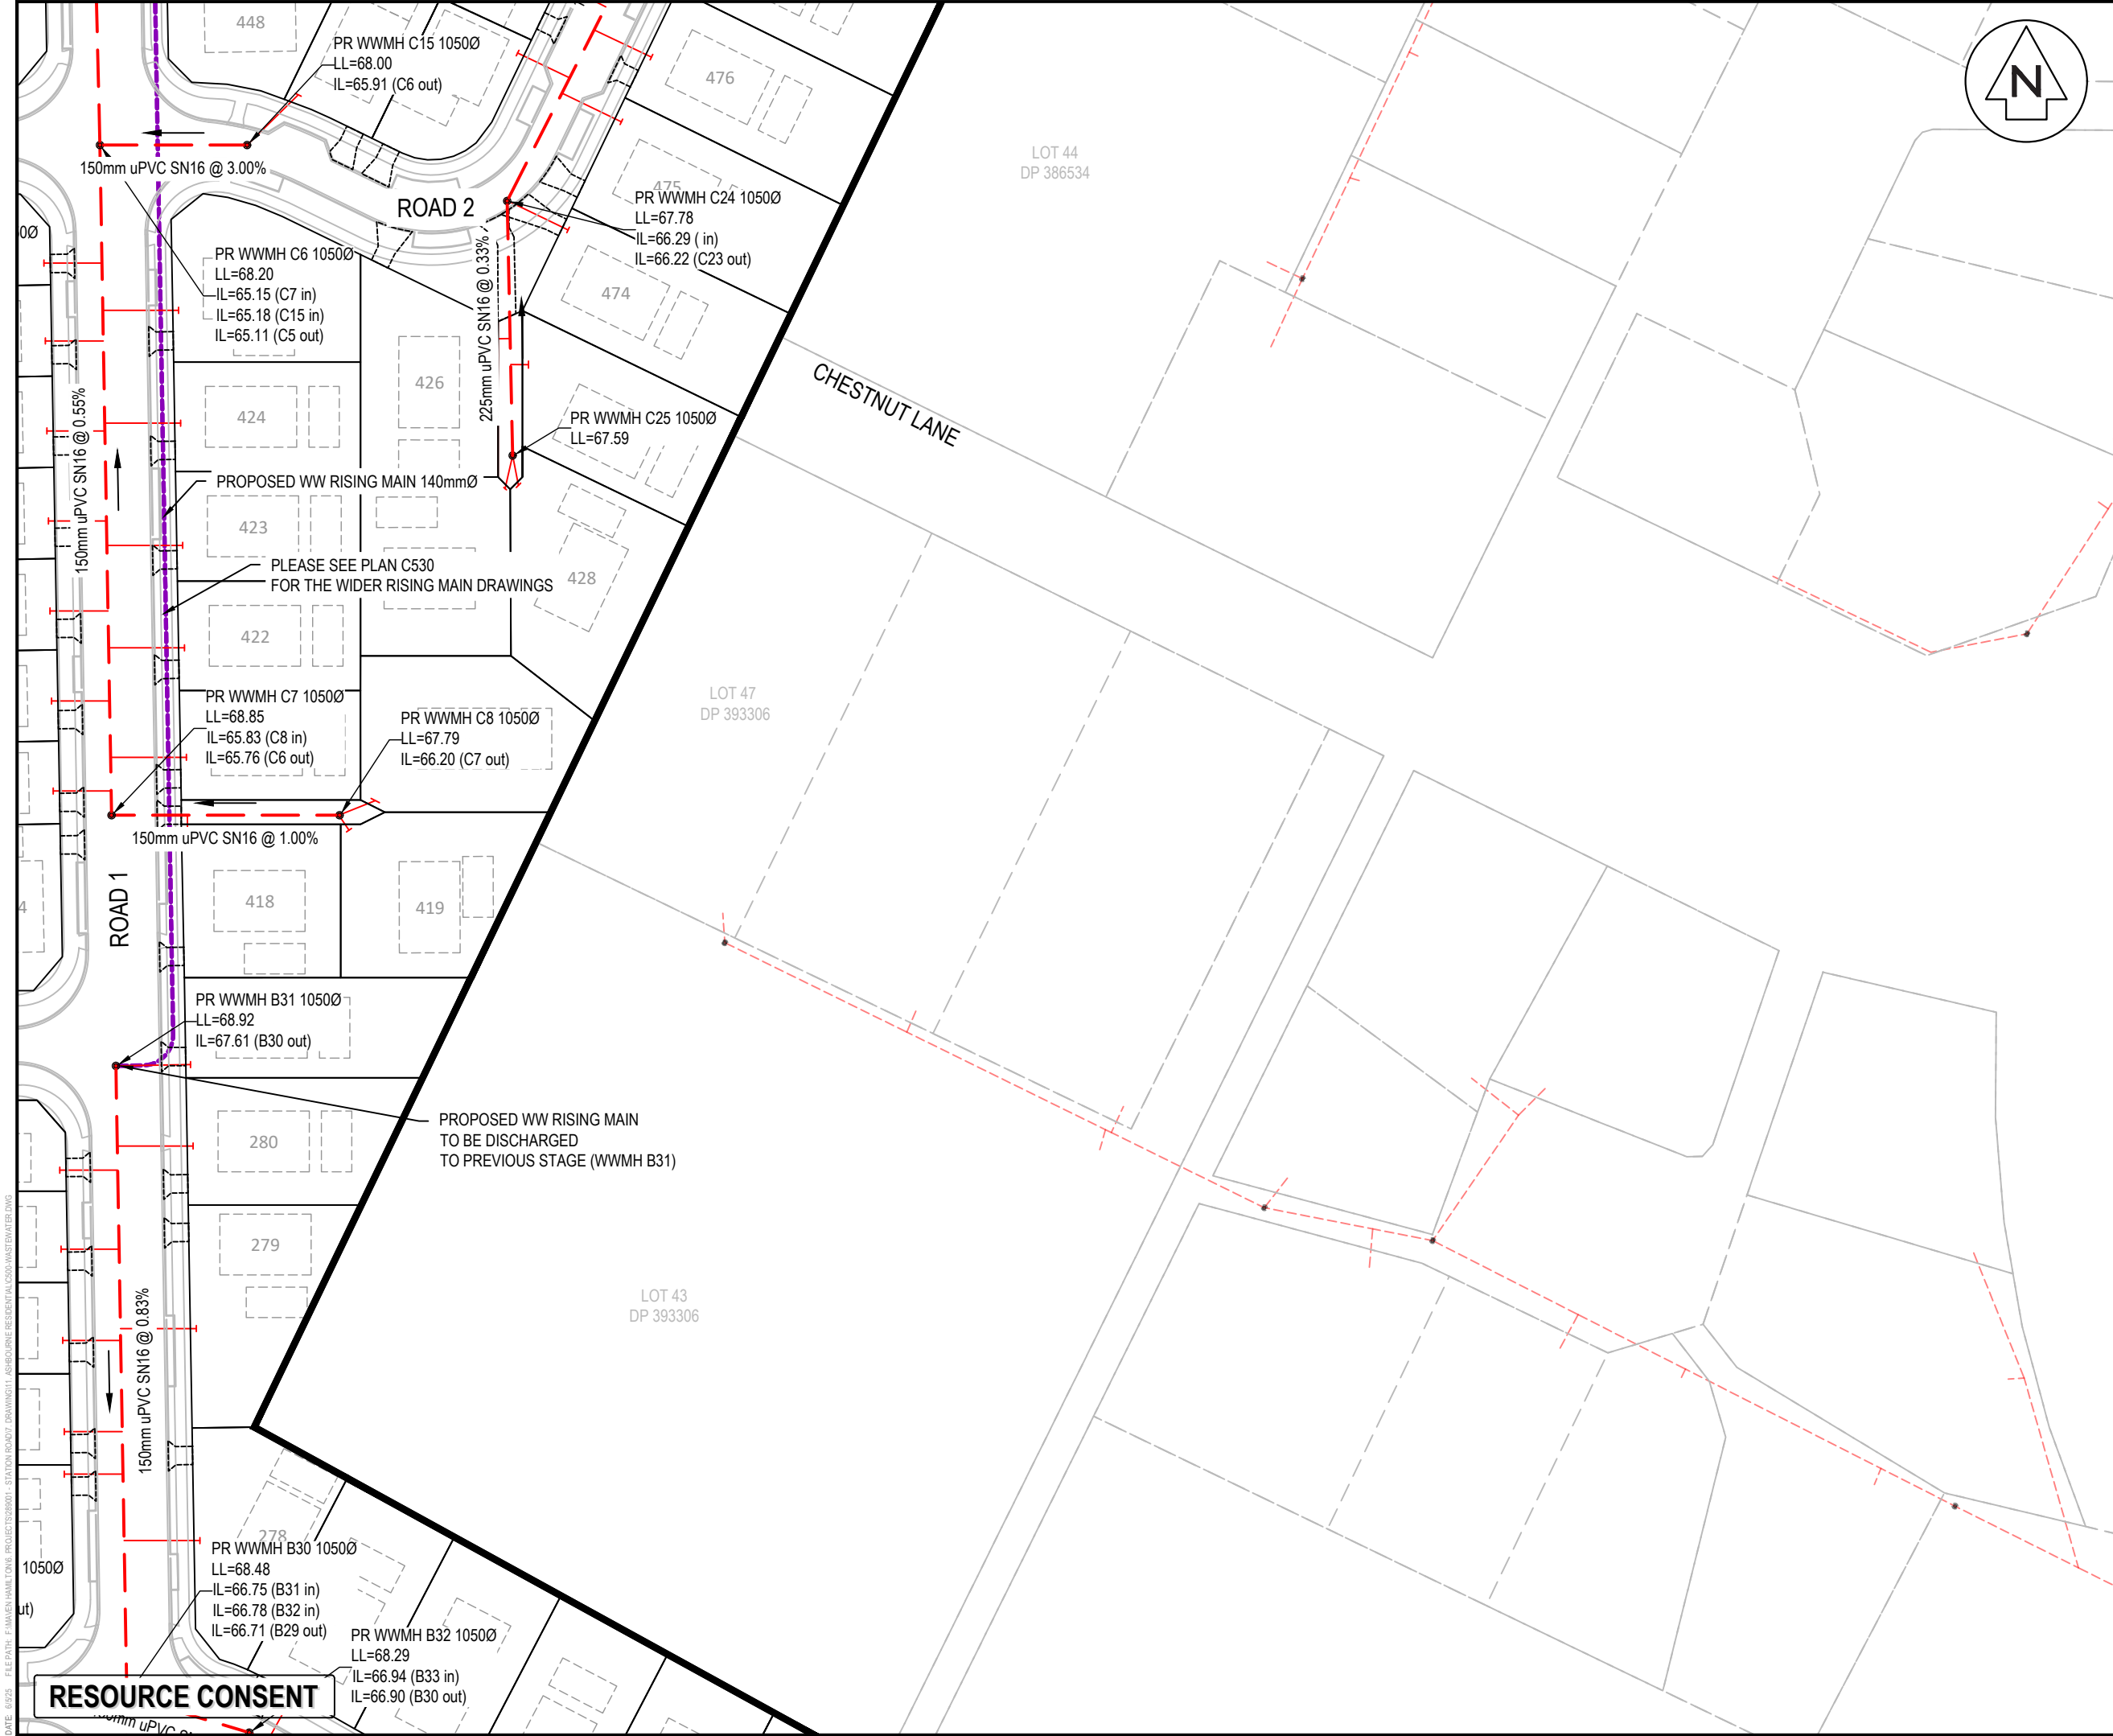 448
PR WWMH C15 1050Ø
LL=68.00
IL=65.91 (C6 out)
476
N
LOT 44
DP 386534
150mm uPVC SN16 @ 3.00%
475
ROAD 2
PR WWMH C24 1050Ø
LL=67.78
IL=66.29 ( in)
IL=66.22 (C23 out)
PR WWMH C6 1050Ø
LL=68.20
IL=65.15 (C7 in)
IL=65.18 (C15 in)
IL=65.11 (C5 out)
225mm uPVC SN16 @ 0.33%
474
426
CHESTNUT LANE
424
150mm uPVC SN16 @ 0.55%
PR WWMH C25 1050Ø
LL=67.59
PROPOSED WW RISING MAIN 140mmØ
423
PLEASE SEE PLAN C530
FOR THE WIDER RISING MAIN DRAWINGS
428
422
PR WWMH C7 1050Ø
LL=68.85
IL=65.83 (C8 in)
IL=65.76 (C6 out)
PR WWMH C8 1050Ø
LL=67.79
IL=66.20 (C7 out)
LOT 47
DP 393306
150mm uPVC SN16 @ 1.00%
ROAD 1
418
419
4
PR WWMH B31 1050Ø
LL=68.92
IL=67.61 (B30 out)
PROPOSED WW RISING MAIN
TO BE DISCHARGED
TO PREVIOUS STAGE (WWMH B31)
280
279
LOT 43
DP 393306
150mm uPVC SN16 @ 0.83%
278
PR WWMH B30 1050Ø
LL=68.48
IL=66.75 (B31 in)
IL=66.78 (B32 in)
IL=66.71 (B29 out)
1050Ø
ut)
PR WWMH B32 1050Ø
LL=68.29
IL=66.94 (B33 in)
IL=66.90 (B30 out)
RESOURCE CONSENT